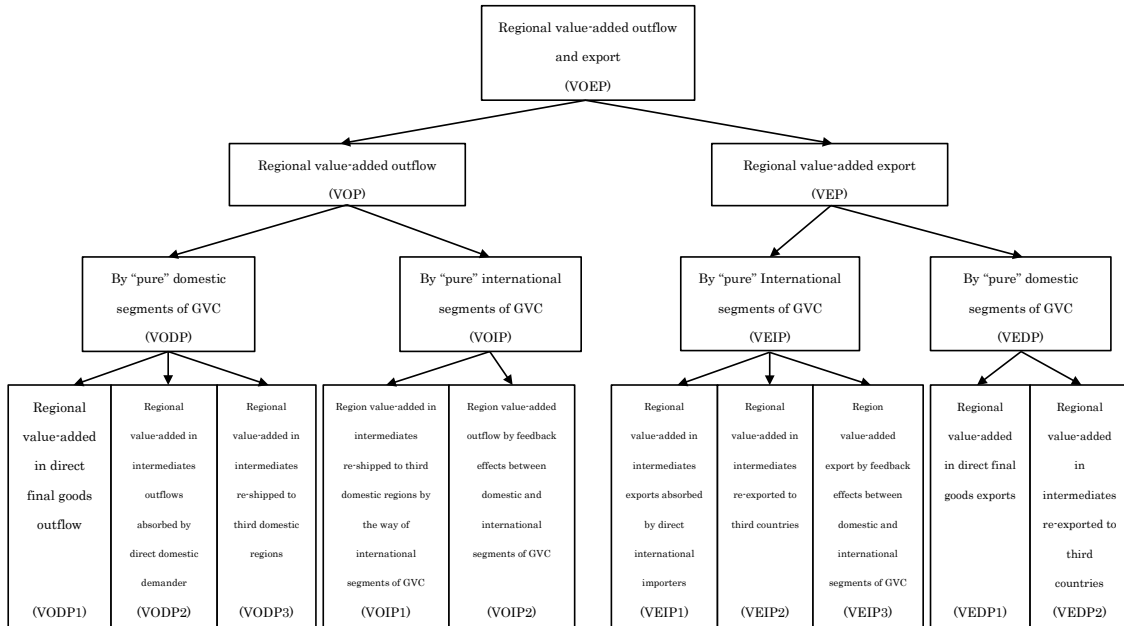 Regional value-added outflow
and export
(VOEP)
Regional value-added outflow
(VOP)
Regional value-added export
(VEP)
By “pure” domestic
segments of GVC
(VODP)
By “pure” international
segments of GVC
(VOIP)
By “pure” International
segments of GVC
(VEIP)
By “pure” domestic
segments of GVC
(VEDP)
Regional
value-added
in direct
final goods
outflow
(VODP1)
Regional
value-added in
intermediates
outflows
absorbed by
direct domestic
demander
(VODP2)
Regional
value-added in
intermediates
re-shipped to
third domestic
regions
(VODP3)
Region value-added in
intermediates
re-shipped to third
domestic regions by
the way of
international
segments of GVC
(VOIP1)
Region value-added
outflow by feedback
effects between
domestic and
international
segments of GVC
(VOIP2)
Regional
value-added in
intermediates
exports absorbed
by direct
international
importers
(VEIP1)
Regional
value-added in
intermediates
re-exported to
third countries
(VEIP2)
Region
value-added
export by feedback
effects between
domestic and
international
segments of GVC
(VEIP3)
Regional
value-added
in direct final
goods exports
(VEDP1)
Regional
value-added
in
intermediates
re-exported to
third
countries
(VEDP2)